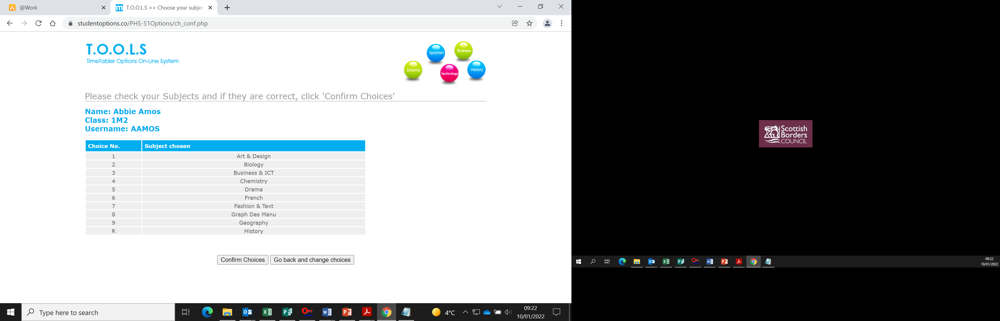 @Work
T.O.O.L.S >> Choose your subjec
studentoptions.co/PHS-S1Options/ch_conf.php
T.O.O.L.S
TimeTabler Options On-Line System
Spanish
Business
Drama
Technology
History
Please check your Subjects and if they are correct, click 'Confirm Choices'
Name: Abbie Amos
Class: 1M2
Username: AAMOS
Choice No. Subject chosen
1 Art & Design
2 Biology
3 Business & ICT
4 Chemistry
5 Drama
6 French
7 Fashion & Text
8 Graph Des Manu
9 Geography
R History
Confirm Choices Go back and change choices
Type here to search
OPT
4°C
09:22
10/01/2022
Scottish
Borders
COUNCIL
OPT
09:22
10/01/2022